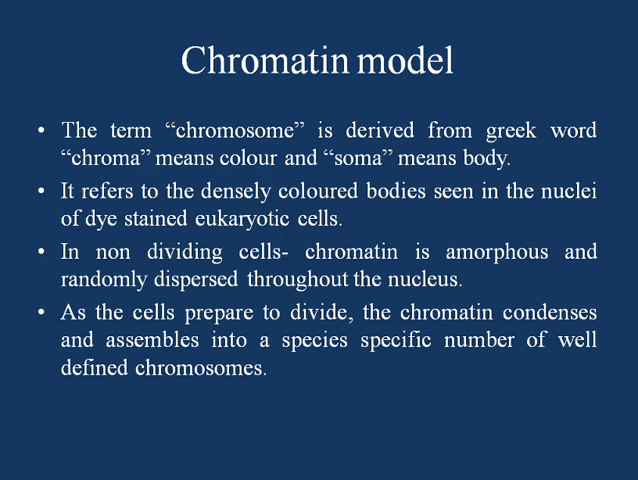 Chromatin model
• The term “chromosome” is derived from greek word
“chroma” means colour and “soma” means body.
• It refers to the densely coloured bodies seen in the nuclei
of dye stained eukaryotic cells.
• In non dividing cells- chromatin is amorphous and
randomly dispersed throughout the nucleus.
• As the cells prepare to divide, the chromatin condenses
and assembles into a species specific number of well
defined chromosomes.